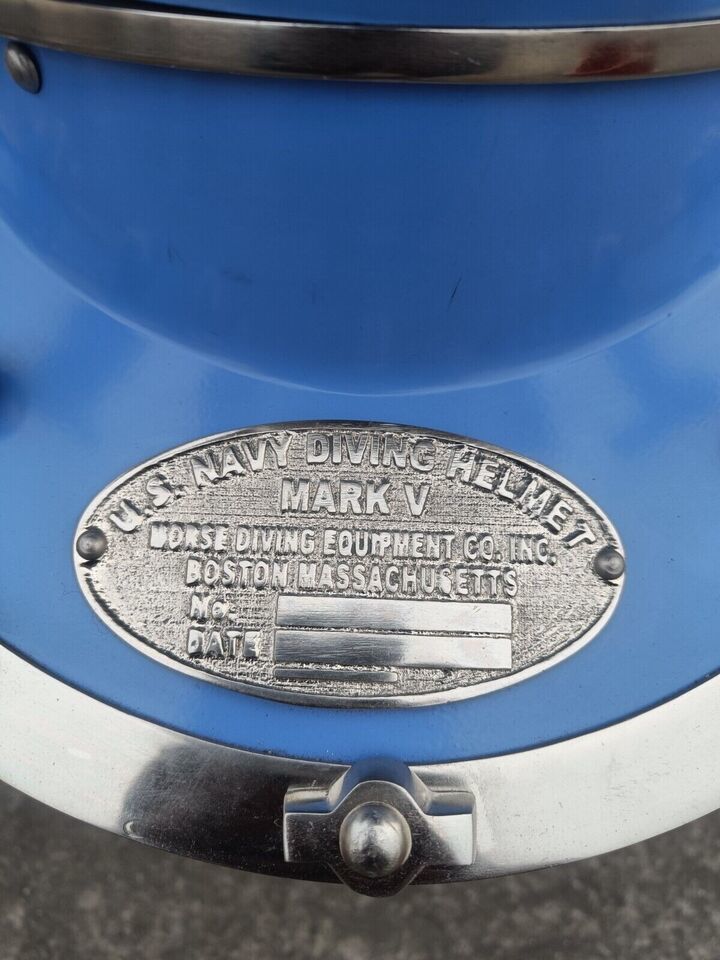 U.S. NAVY DIVING HELMET
MARK V
MORSE DIVING EQUIPMENT CO. INC.
BOSTON MASSACHUSETTS
No.
DATE